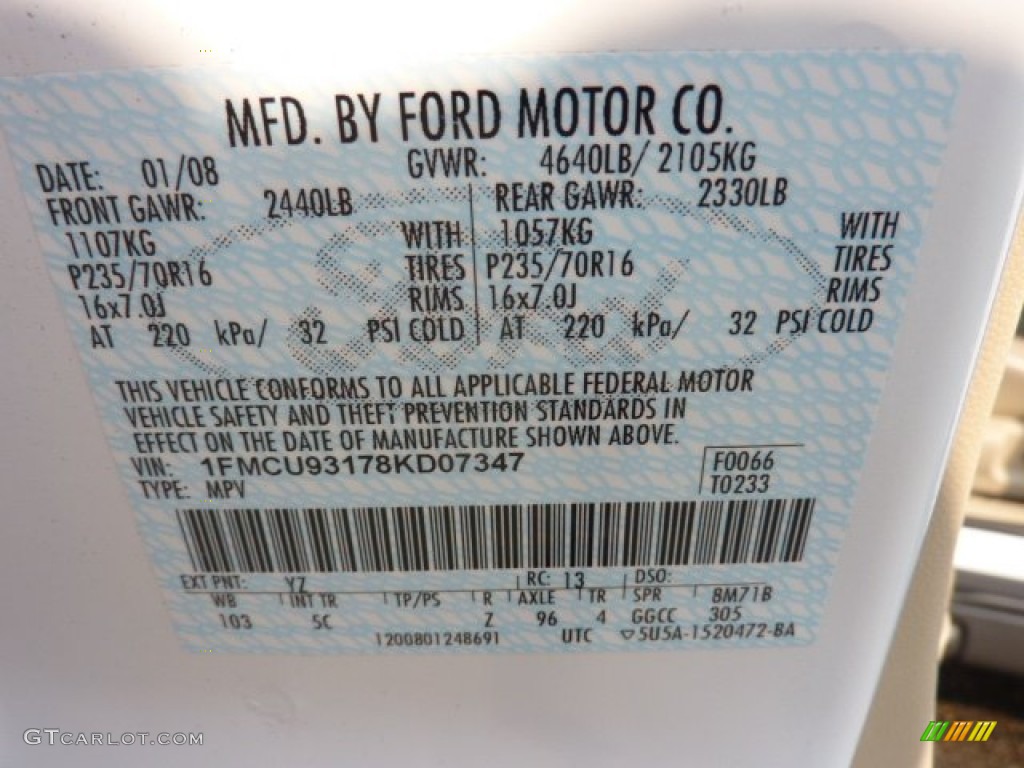 MFD. BY FORD MOTOR CO.
DATE: 01/08 GVWR: 4640LB/ 2105KG
FRONT GAWR: 2440LB REAR GAWR: 2330LB
1107KG WITH 1057KG WITH
P235/70R16 TIRES P235/70R16 TIRES
16x7.0J RIMS 16x7.0J RIMS
AT 220 kPa/ 32 PSI COLD AT 220 kPa/ 32 PSI COLD
THIS VEHICLE CONFORMS TO ALL APPLICABLE FEDERAL MOTOR
VEHICLE SAFETY AND THEFT PREVENTION STANDARDS IN
EFFECT ON THE DATE OF MANUFACTURE SHOWN ABOVE.
VIN: 1FMCU93178KD07347 F0066
TYPE: MPV T0233
EXT PNT: YZ RC: 13 DSO:
WB INT TR TP/PS R AXLE TR SPR 8M71B
103 5C Z 96 4 GGCC 305
1200801248691 UTC ▽5U5A-1520472-BA
GTCARLOT.COM